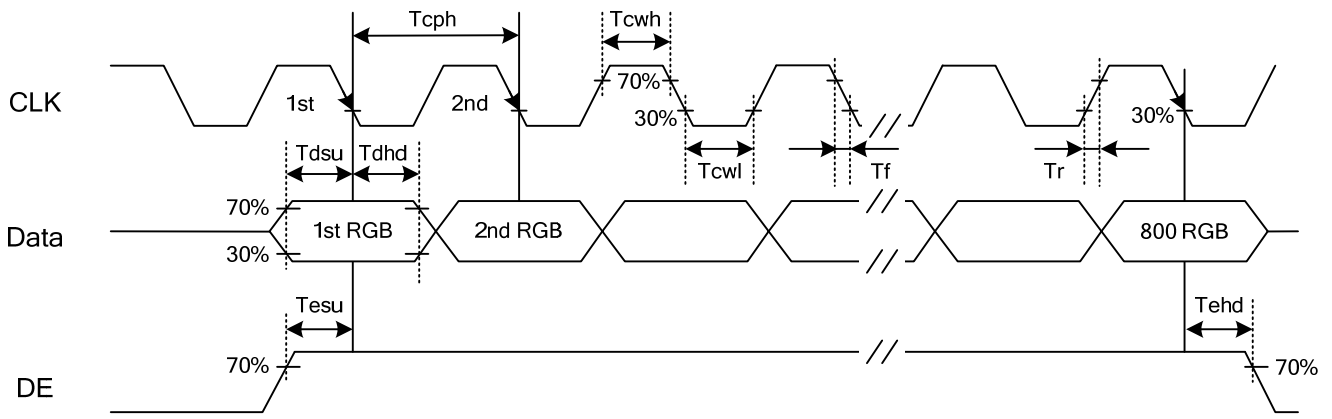 Tcph
Tcwh
CLK
1st
2nd
70%
30%
30%
Tdsu
Tdhd
Tcwl
Tf
Tr
70%
Data
1st RGB
2nd RGB
800 RGB
30%
Tesu
Tehd
70%
70%
DE